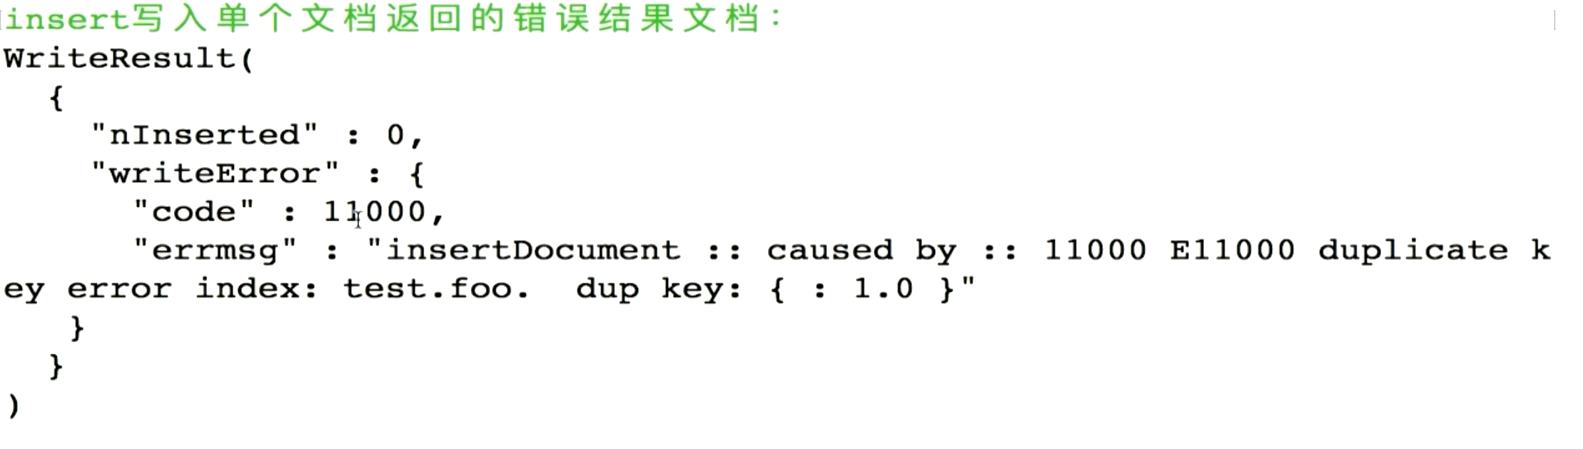 insert写入单个文档返回的错误结果文档：
WriteResult(
{
"nInserted" : 0,
"writeError" : {
"code" : 11000,
"errmsg" : "insertDocument :: caused by :: 11000 E11000 duplicate k
ey error index: test.foo.  dup key: { : 1.0 }"
}
}
)